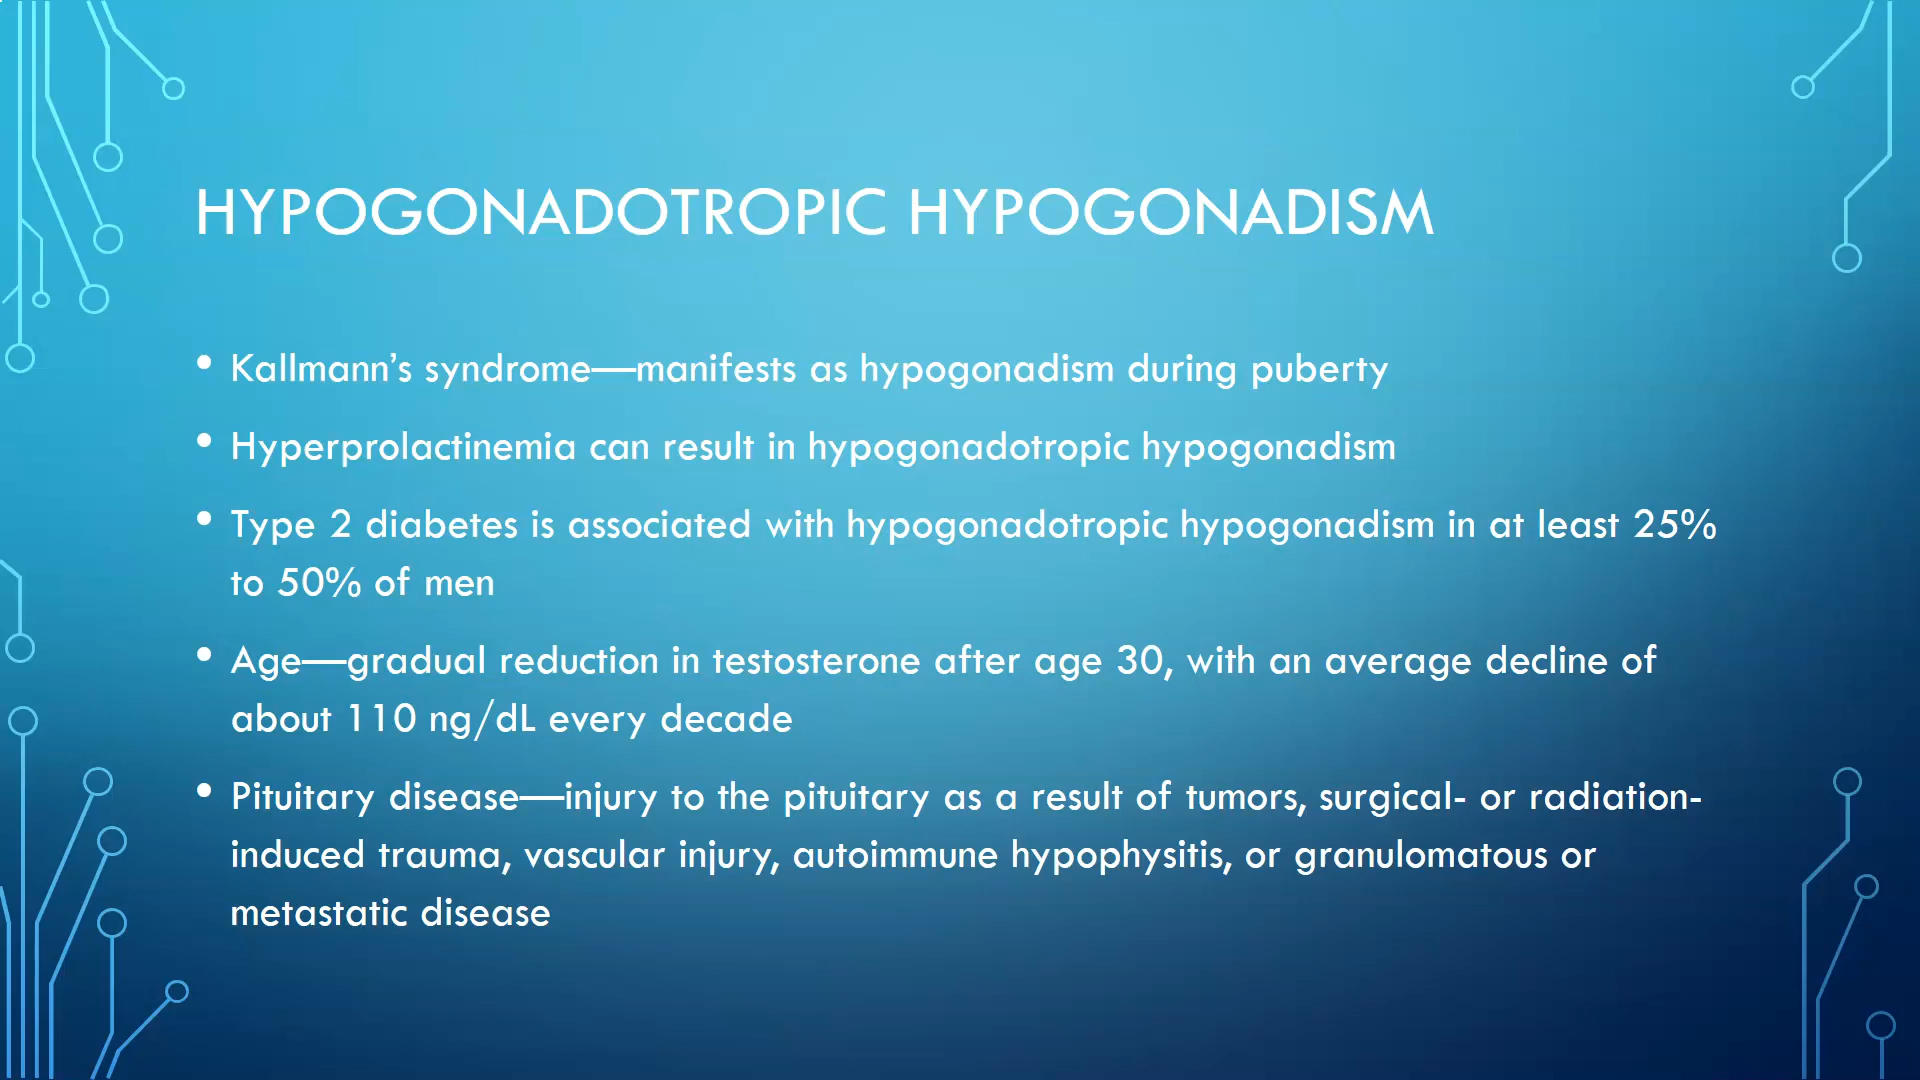 HYPOGONADOTROPIC HYPOGONADISM
• Kallmann’s syndrome—manifests as hypogonadism during puberty
• Hyperprolactinemia can result in hypogonadotropic hypogonadism
• Type 2 diabetes is associated with hypogonadotropic hypogonadism in at least 25%
to 50% of men
• Age—gradual reduction in testosterone after age 30, with an average decline of
about 110 ng/dL every decade
• Pituitary disease—injury to the pituitary as a result of tumors, surgical- or radiation-
induced trauma, vascular injury, autoimmune hypophysitis, or granulomatous or
metastatic disease